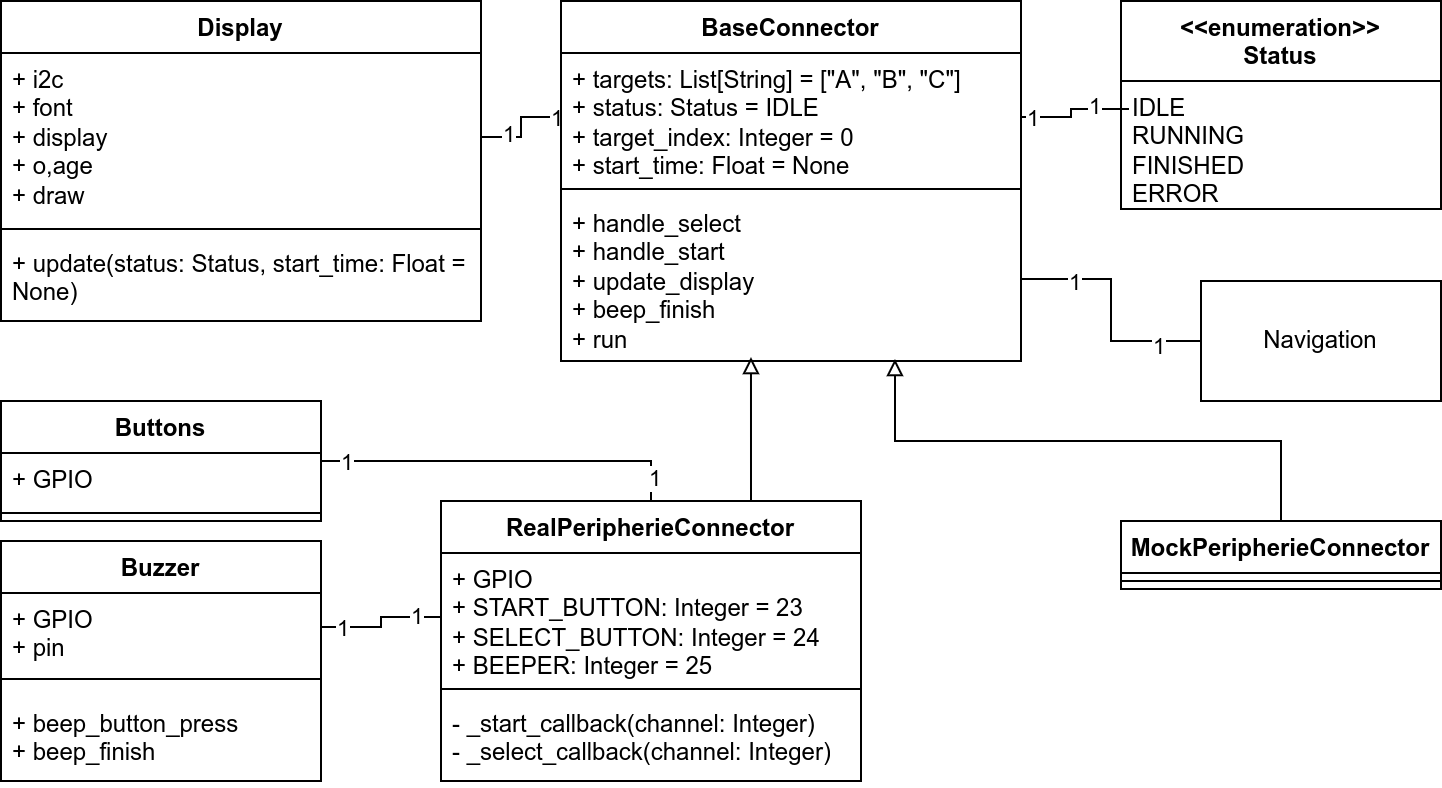 Display
+ i2c
+ font
+ display
+ o,age
+ draw
+ update(status: Status, start_time: Float =
None)
1
1
BaseConnector
+ targets: List[String] = ["A", "B", "C"]
+ status: Status = IDLE
+ target_index: Integer = 0
+ start_time: Float = None
+ handle_select
+ handle_start
+ update_display
+ beep_finish
+ run
1
1
<<enumeration>>
Status
IDLE
RUNNING
FINISHED
ERROR
1
1
Navigation
Buttons
+ GPIO
1
1
Buzzer
+ GPIO
+ pin
+ beep_button_press
+ beep_finish
1
1
RealPeripherieConnector
+ GPIO
+ START_BUTTON: Integer = 23
+ SELECT_BUTTON: Integer = 24
+ BEEPER: Integer = 25
- _start_callback(channel: Integer)
- _select_callback(channel: Integer)
MockPeripherieConnector